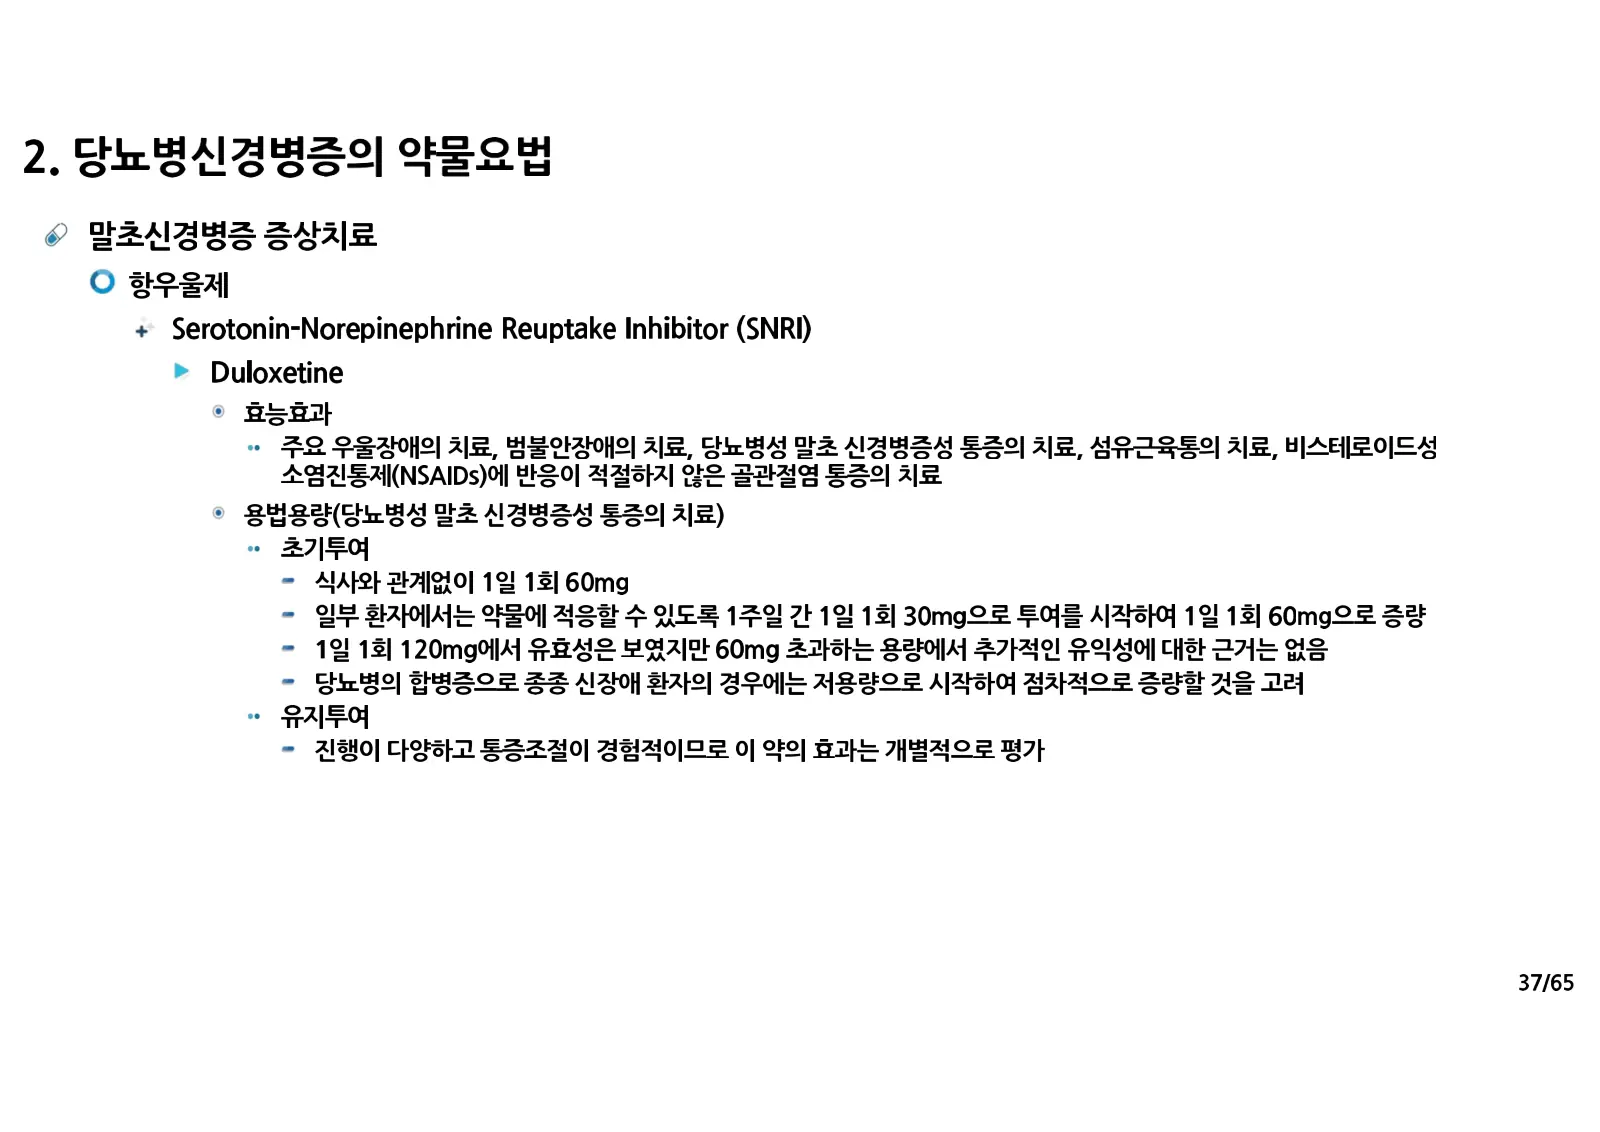 2. 당뇨병신경병증의 약물요법
말초신경병증 증상치료
항우울제
Serotonin-Norepinephrine Reuptake Inhibitor (SNRI)
Duloxetine
효능효과
주요 우울장애의 치료, 범불안장애의 치료, 당뇨병성 말초 신경병증성 통증의 치료, 섬유근육통의 치료, 비스테로이드성
소염진통제(NSAIDs)에 반응이 적절하지 않은 골관절염 통증의 치료
용법용량(당뇨병성 말초 신경병증성 통증의 치료)
초기투여
식사와 관계없이 1일 1회 60mg
일부 환자에서는 약물에 적응할 수 있도록 1주일 간 1일 1회 30mg으로 투여를 시작하여 1일 1회 60mg으로 증량
1일 1회 120mg에서 유효성은 보였지만 60mg 초과하는 용량에서 추가적인 유익성에 대한 근거는 없음
당뇨병의 합병증으로 종종 신장애 환자의 경우에는 저용량으로 시작하여 점차적으로 증량할 것을 고려
유지투여
진행이 다양하고 통증조절이 경험적이므로 이 약의 효과는 개별적으로 평가
37/65